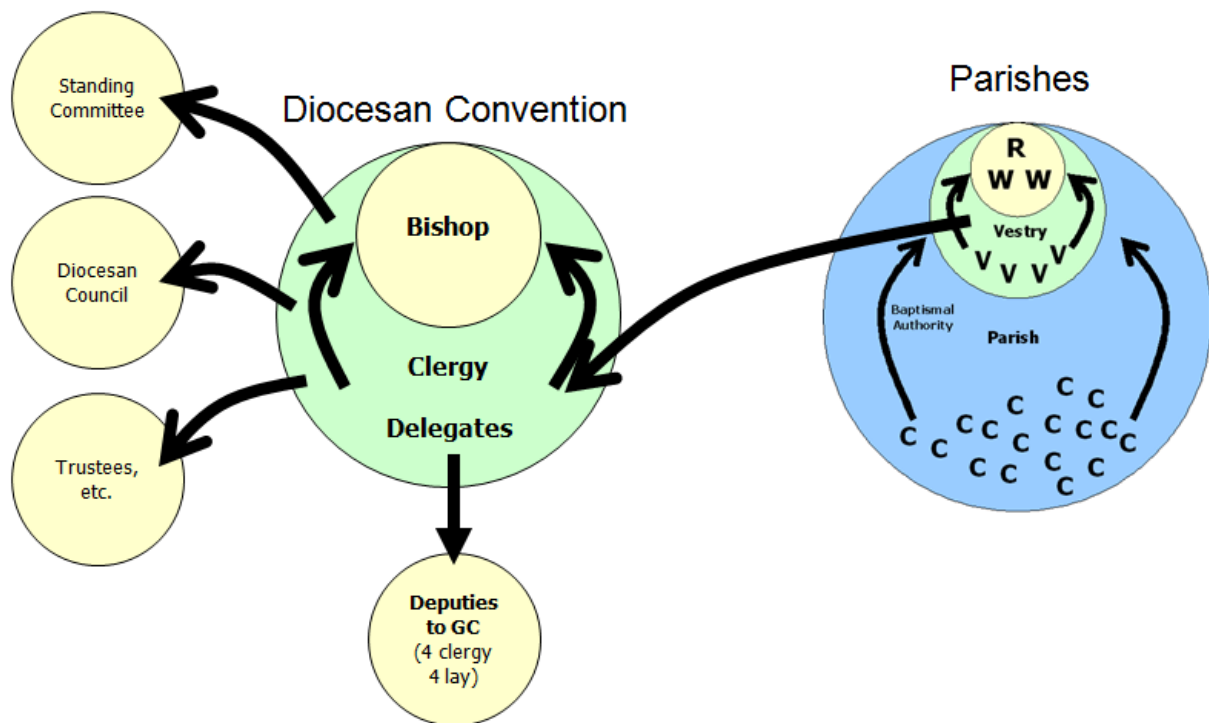 Standing
Committee
Diocesan
Council
Trustees,
etc.
Diocesan Convention
Bishop
Clergy
Delegates
Deputies
to GC
(4 clergy
4 lay)
Parishes
R
W W
Vestry
V V V V
Baptismal
Authority
Parish
C C
C
C C C C C C
C C C
C C C C
C C